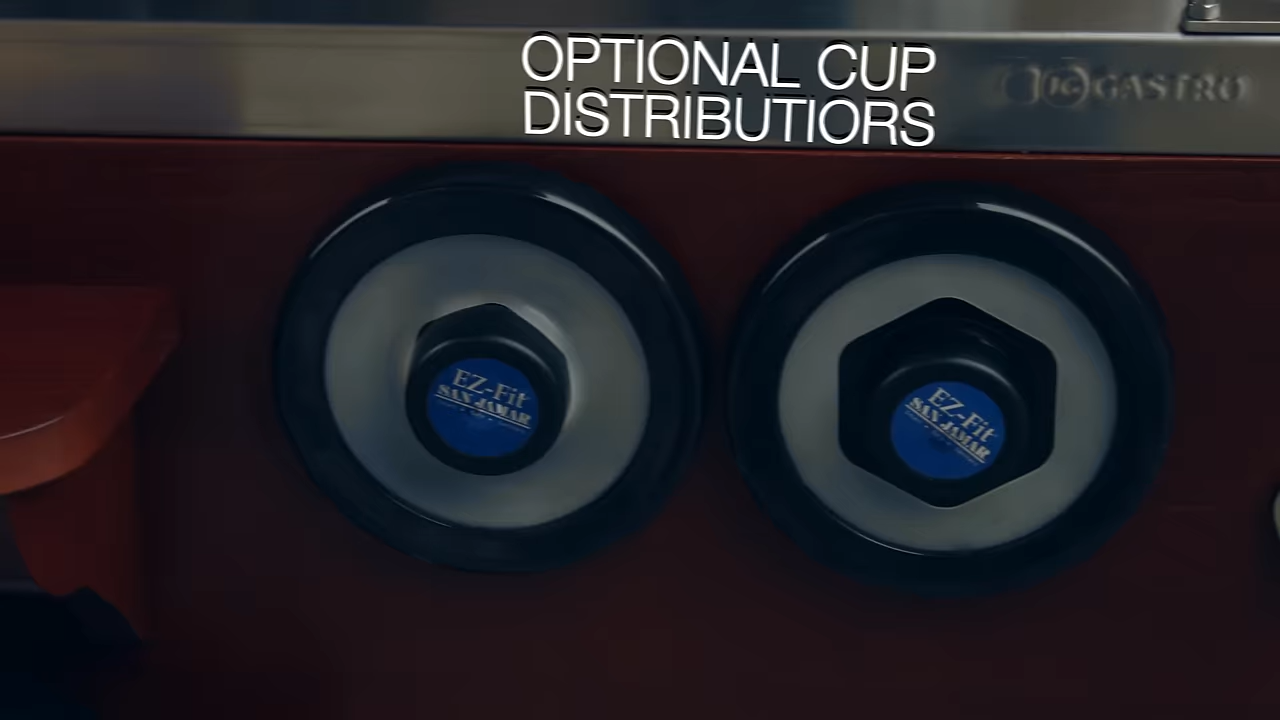 OPTIONAL CUP
DISTRIBUTIORS
GASTRO
EZ-Fit
SAN JAMAR
EZ-Fit
SAN JAMAR